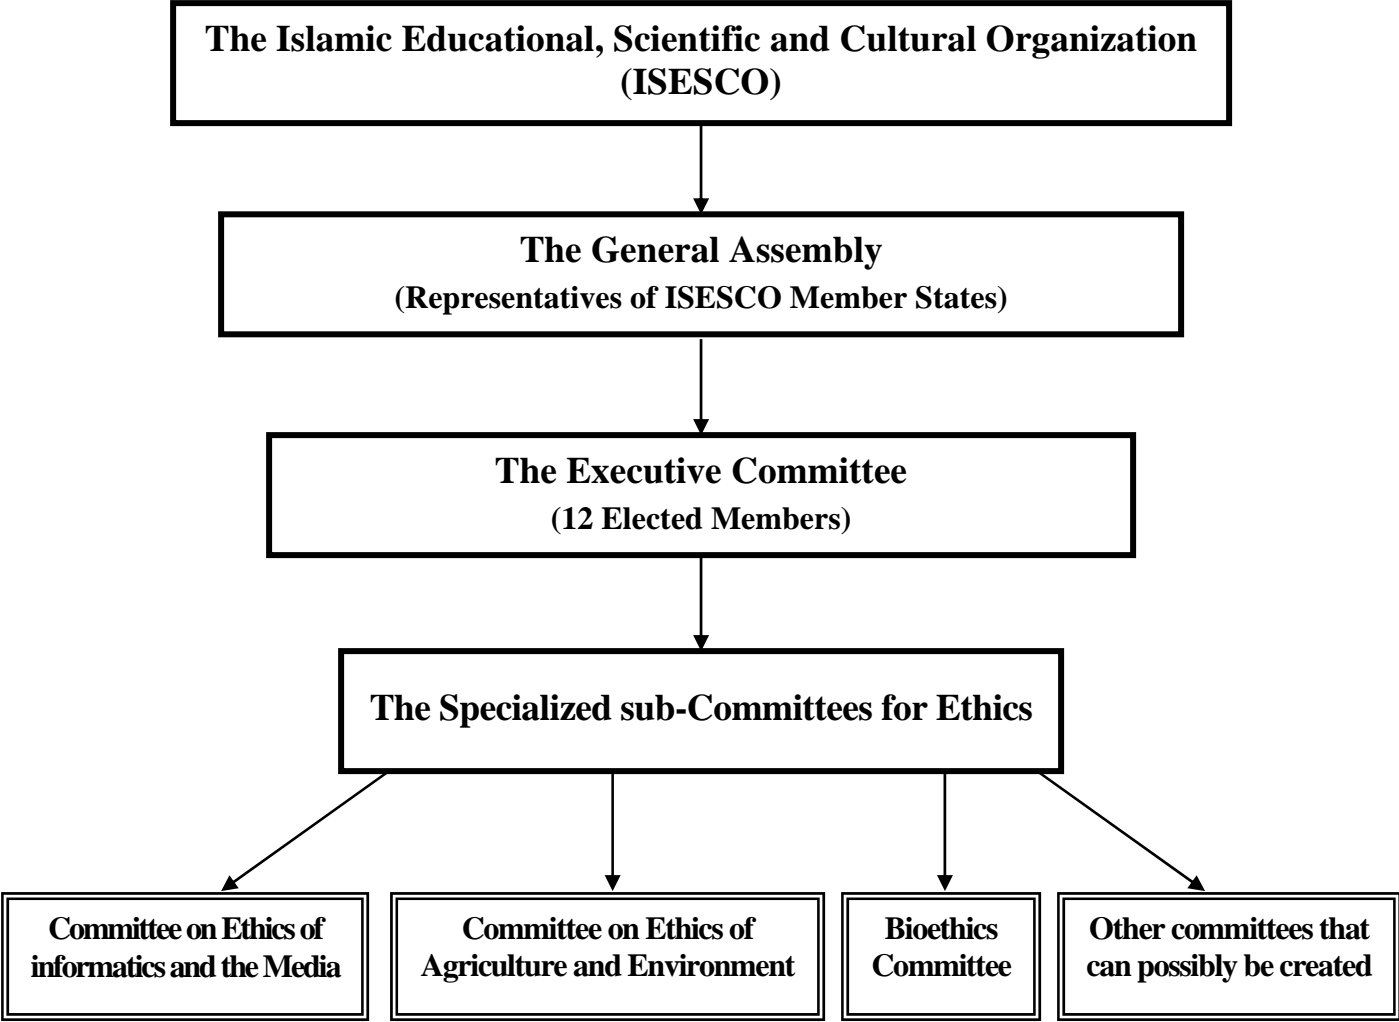 The Islamic Educational, Scientific and Cultural Organization
(ISESCO)
The General Assembly
(Representatives of ISESCO Member States)
The Executive Committee
(12 Elected Members)
The Specialized sub-Committees for Ethics
Committee on Ethics of
informatics and the Media
Committee on Ethics of
Agriculture and Environment
Bioethics
Committee
Other committees that
can possibly be created